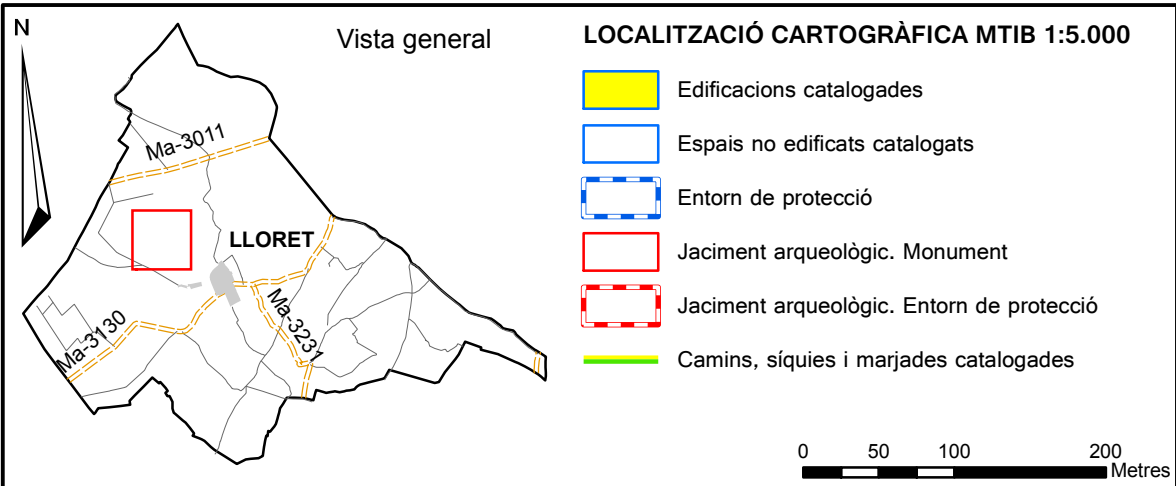 N
Vista general
Ma-3011
LLORET
Ma-3130
Ma-3231
LOCALITZACIÓ CARTOGRÀFICA MTIB 1:5.000
Edificacions catalogades
Espais no edificats catalogats
Entorn de protecció
Jaciment arqueològic. Monument
Jaciment arqueològic. Entorn de protecció
Camins, síquies i marjades catalogades
0 50 100 200
Metres